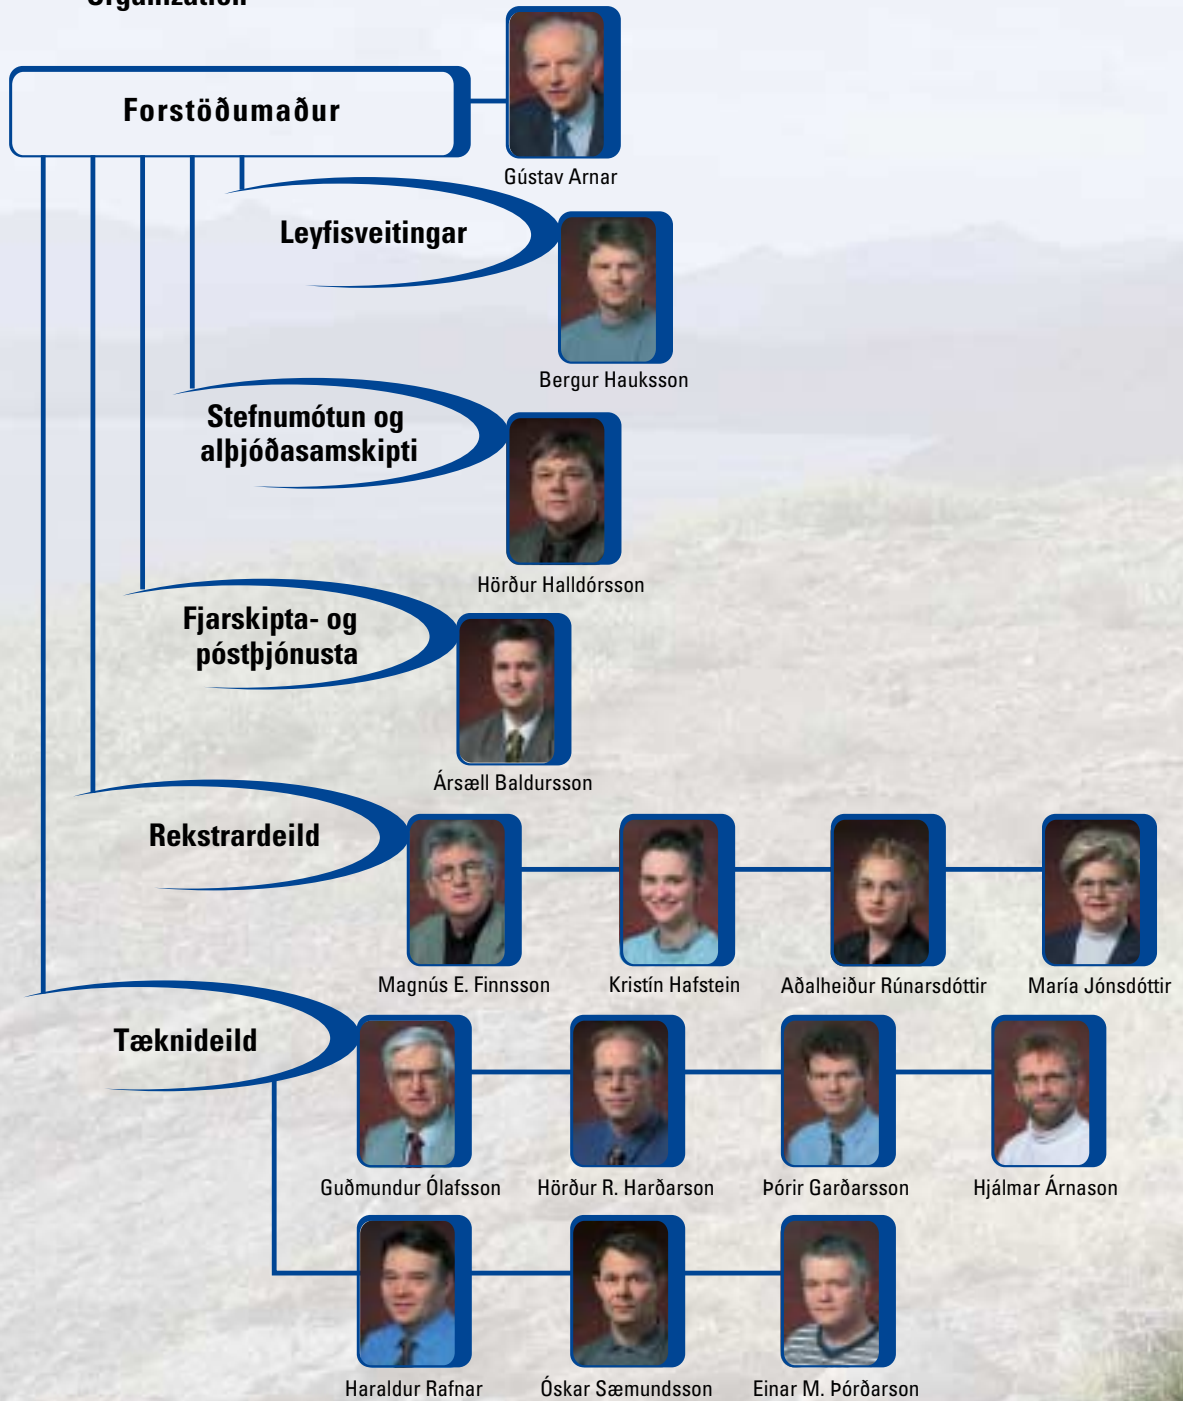 Organization
Forstöðumaður
Gústav Arnar
Leyfisveitingar
Bergur Hauksson
Stefnumótun og
alþjóðasamskipti
Hörður Halldórsson
Fjarskipta- og
póstþjónusta
Ársæll Baldursson
Rekstrardeild
Magnús E. Finnsson
Kristín Hafstein
Aðalheiður Rúnarsdóttir
María Jónsdóttir
Tæknideild
Guðmundur Ólafsson
Hörður R. Harðarson
Þórir Garðarsson
Hjálmar Árnason
Haraldur Rafnar
Óskar Sæmundsson
Einar M. Þórðarson